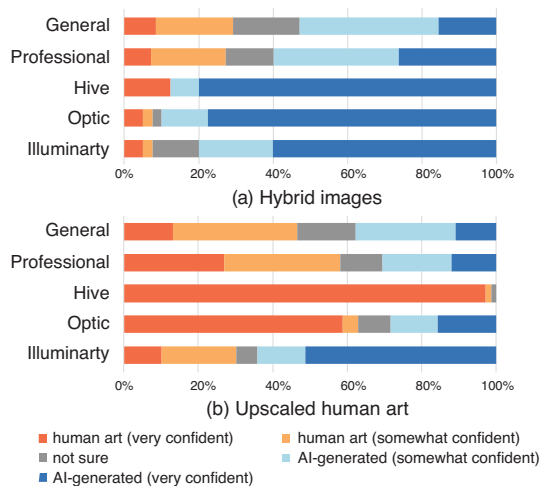 General
Professional
Hive
Optic
Illuminarty
0% 20% 40% 60% 80% 100%
(a) Hybrid images
General
Professional
Hive
Optic
Illuminarty
0% 20% 40% 60% 80% 100%
(b) Upscaled human art
human art (very confident) human art (somewhat confident)
not sure AI-generated (somewhat confident)
AI-generated (very confident)